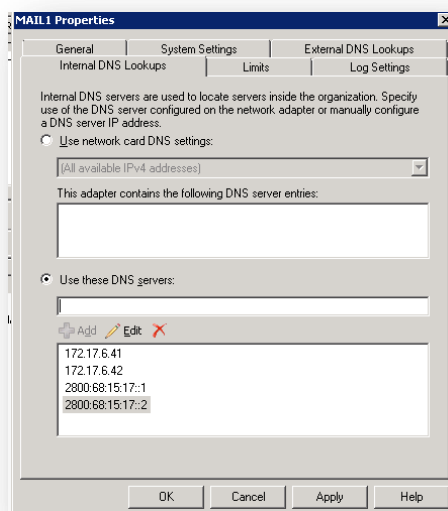 MAIL1 Properties
General
System Settings
External DNS Lookups
Internal DNS Lookups
Limits
Log Settings
Internal DNS servers are used to locate servers inside the organization. Specify
use of the DNS server configured on the network adapter or manually configure
a DNS server IP address.
Use network card DNS settings:
(All available IPv4 addresses)
This adapter contains the following DNS server entries:
Use these DNS servers:
Add
Edit
172.17.6.41
172.17.6.42
2800:68:15:17::1
2800:68:15:17::2
OK
Cancel
Apply
Help